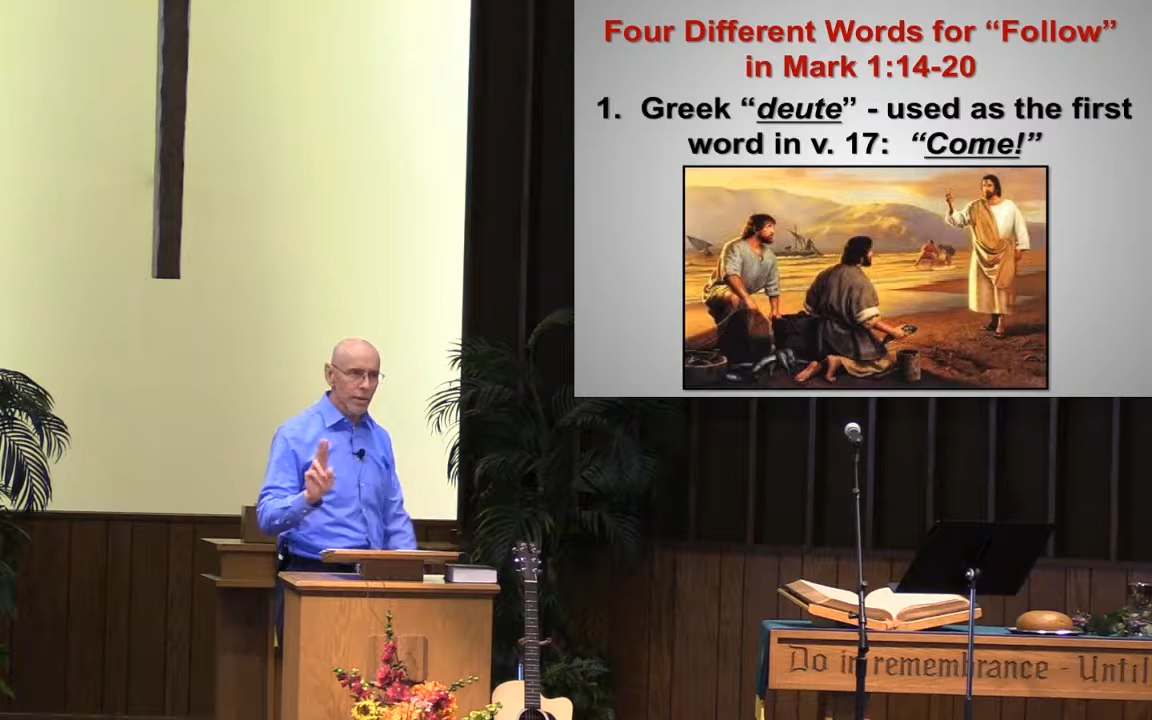 Four Different Words for “Follow”
in Mark 1:14-20
1. Greek “deute” - used as the first
word in v. 17: “Come!”
Do in remembrance - Until